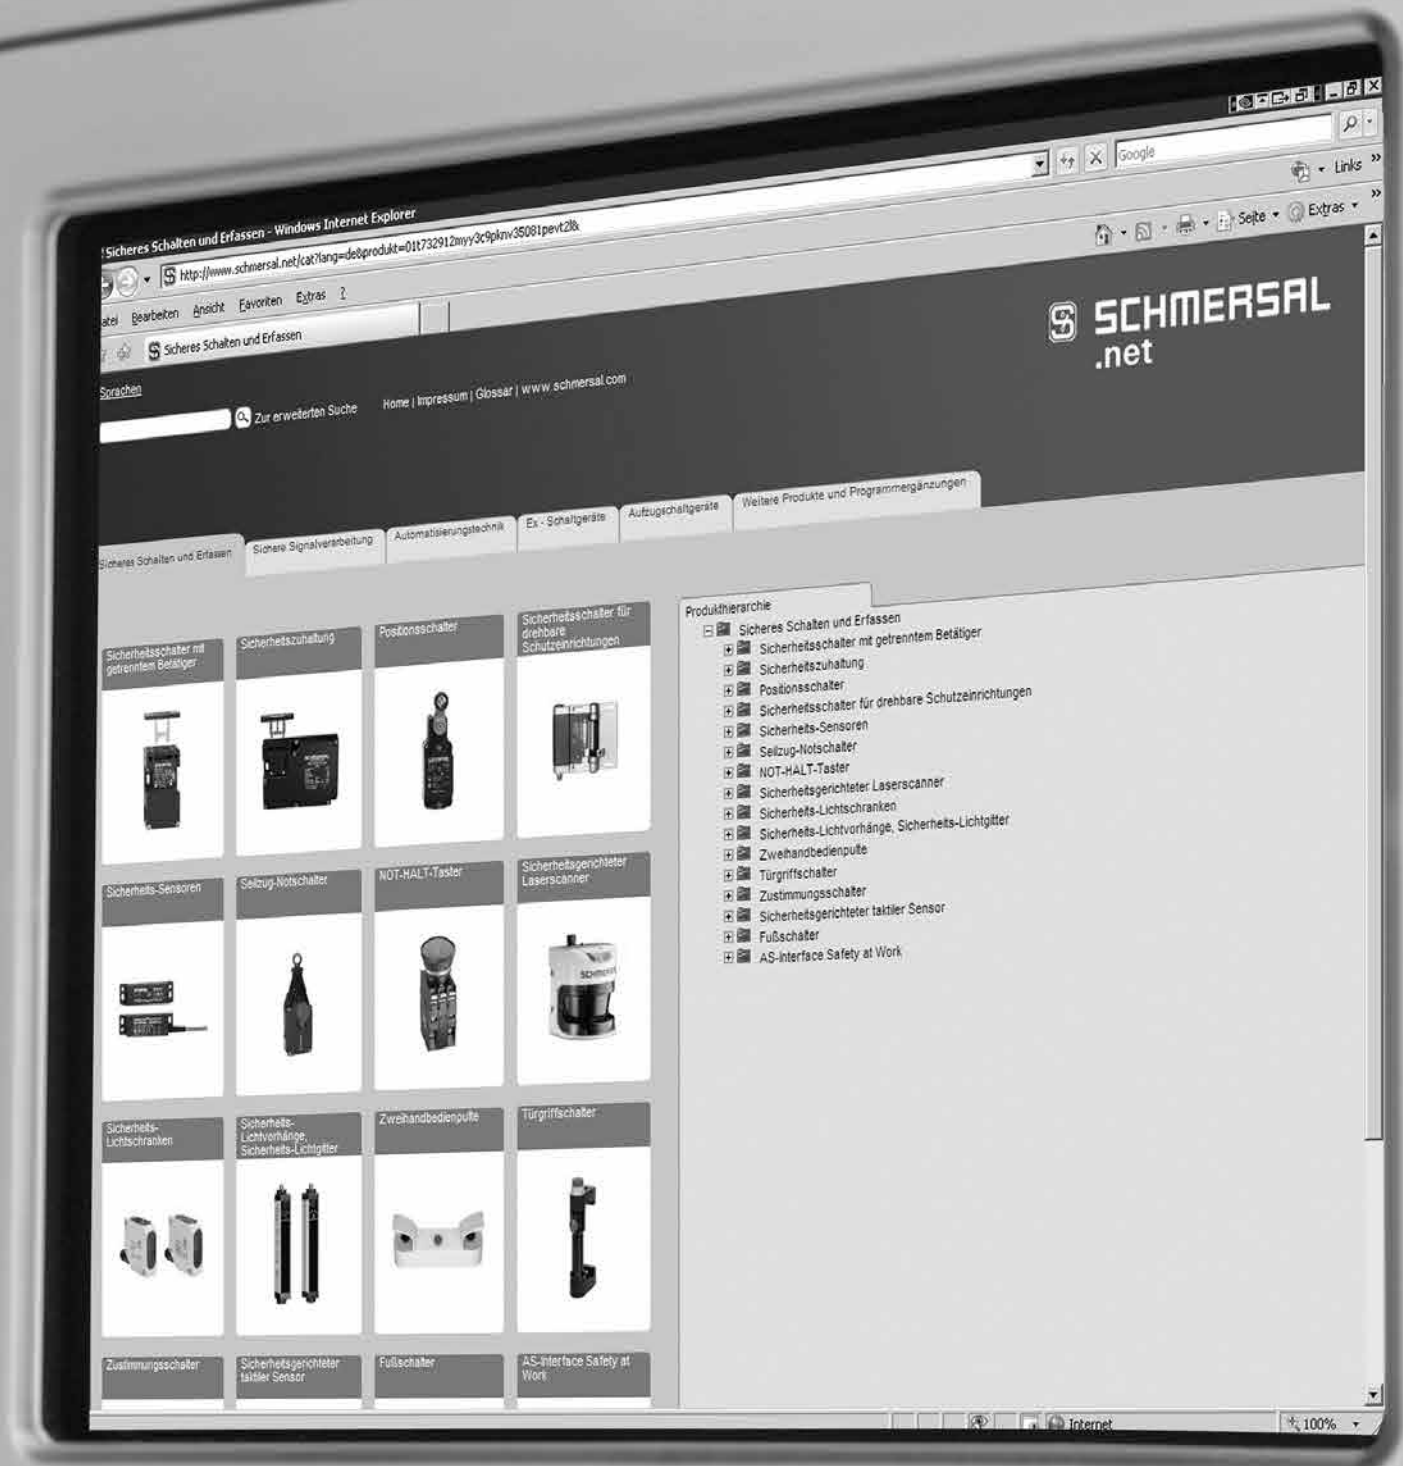 Sicheres Schalten und Erfassen - Windows Internet Explorer
http://www.schmersal.net/cat?lang=de&produkt=01t732912myy3c9pknv35081pevt2l&
Google
Links
atei Bearbeiten Ansicht Favoriten Extras ?
Sicheres Schalten und Erfassen
Seite Extras
SCHMERSAL
.net
Sprachen
Zur erweiterten Suche
Home | Impressum | Glossar | www.schmersal.com
Sicheres Schalten und Erfassen
Sichere Signalverarbeitung
Automatisierungstechnik
Ex - Schaltgeräte
Aufzugschaltgeräte
Weitere Produkte und Programmergänzungen
Sicherheitsschalter mit
getrenntem Betätiger
Sicherheitszuhaltung
Positionsschalter
Sicherheitsschalter für
drehbare
Schutzeinrichtungen
SCHMERSAL
Sicherheits-Sensoren
Seilzug-Notschalter
NOT-HALT-Taster
Sicherheitsgerichteter
Laserscanner
SCHMERSAL
Sicherheits-
Lichtschranken
Sicherheits-
Lichtvorhänge,
Sicherheits-Lichtgitter
Zweihandbedienpulte
Türgriffschalter
Zustimmungsschalter
Sicherheitsgerichteter
taktiler Sensor
Fußschalter
AS-Interface Safety at
Work
Produkthierarchie
Sicheres Schalten und Erfassen
Sicherheitsschalter mit getrenntem Betätiger
Sicherheitszuhaltung
Positionsschalter
Sicherheitsschalter für drehbare Schutzeinrichtungen
Sicherheits-Sensoren
Seilzug-Notschalter
NOT-HALT-Taster
Sicherheitsgerichteter Laserscanner
Sicherheits-Lichtschranken
Sicherheits-Lichtvorhänge, Sicherheits-Lichtgitter
Zweihandbedienpulte
Türgriffschalter
Zustimmungsschalter
Sicherheitsgerichteter taktiler Sensor
Fußschalter
AS-Interface Safety at Work
Internet
100%